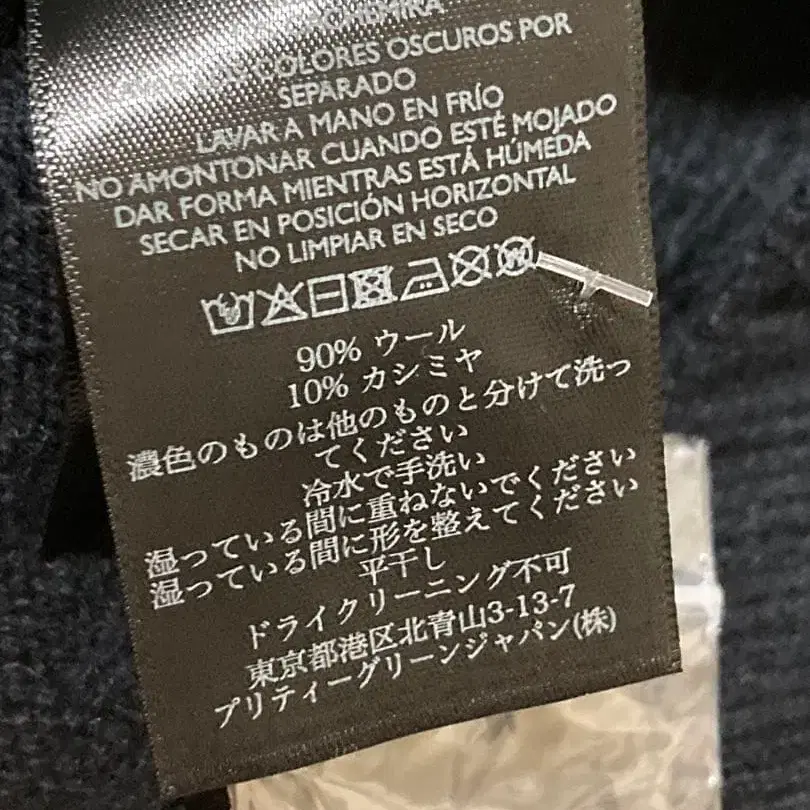 CACHEMIRA
COLORES OSCUROS POR
SEPARADO
LAVAR A MANO EN FRÍO
NO AMONTONAR CUANDO ESTÉ MOJADO
DAR FORMA MIENTRAS ESTÁ HÚMEDA
SECAR EN POSICIÓN HORIZONTAL
NO LIMPIAR EN SECO
90% ウール
10% カシミヤ
濃色のものは他のものと分けて洗っ
てください
冷水で手洗い
湿っている間に重ねないでください
湿っている間に形を整えてください
平干し
ドライクリーニング不可
東京都港区北青山3-13-7
プリティーグリーンジャパン(株)